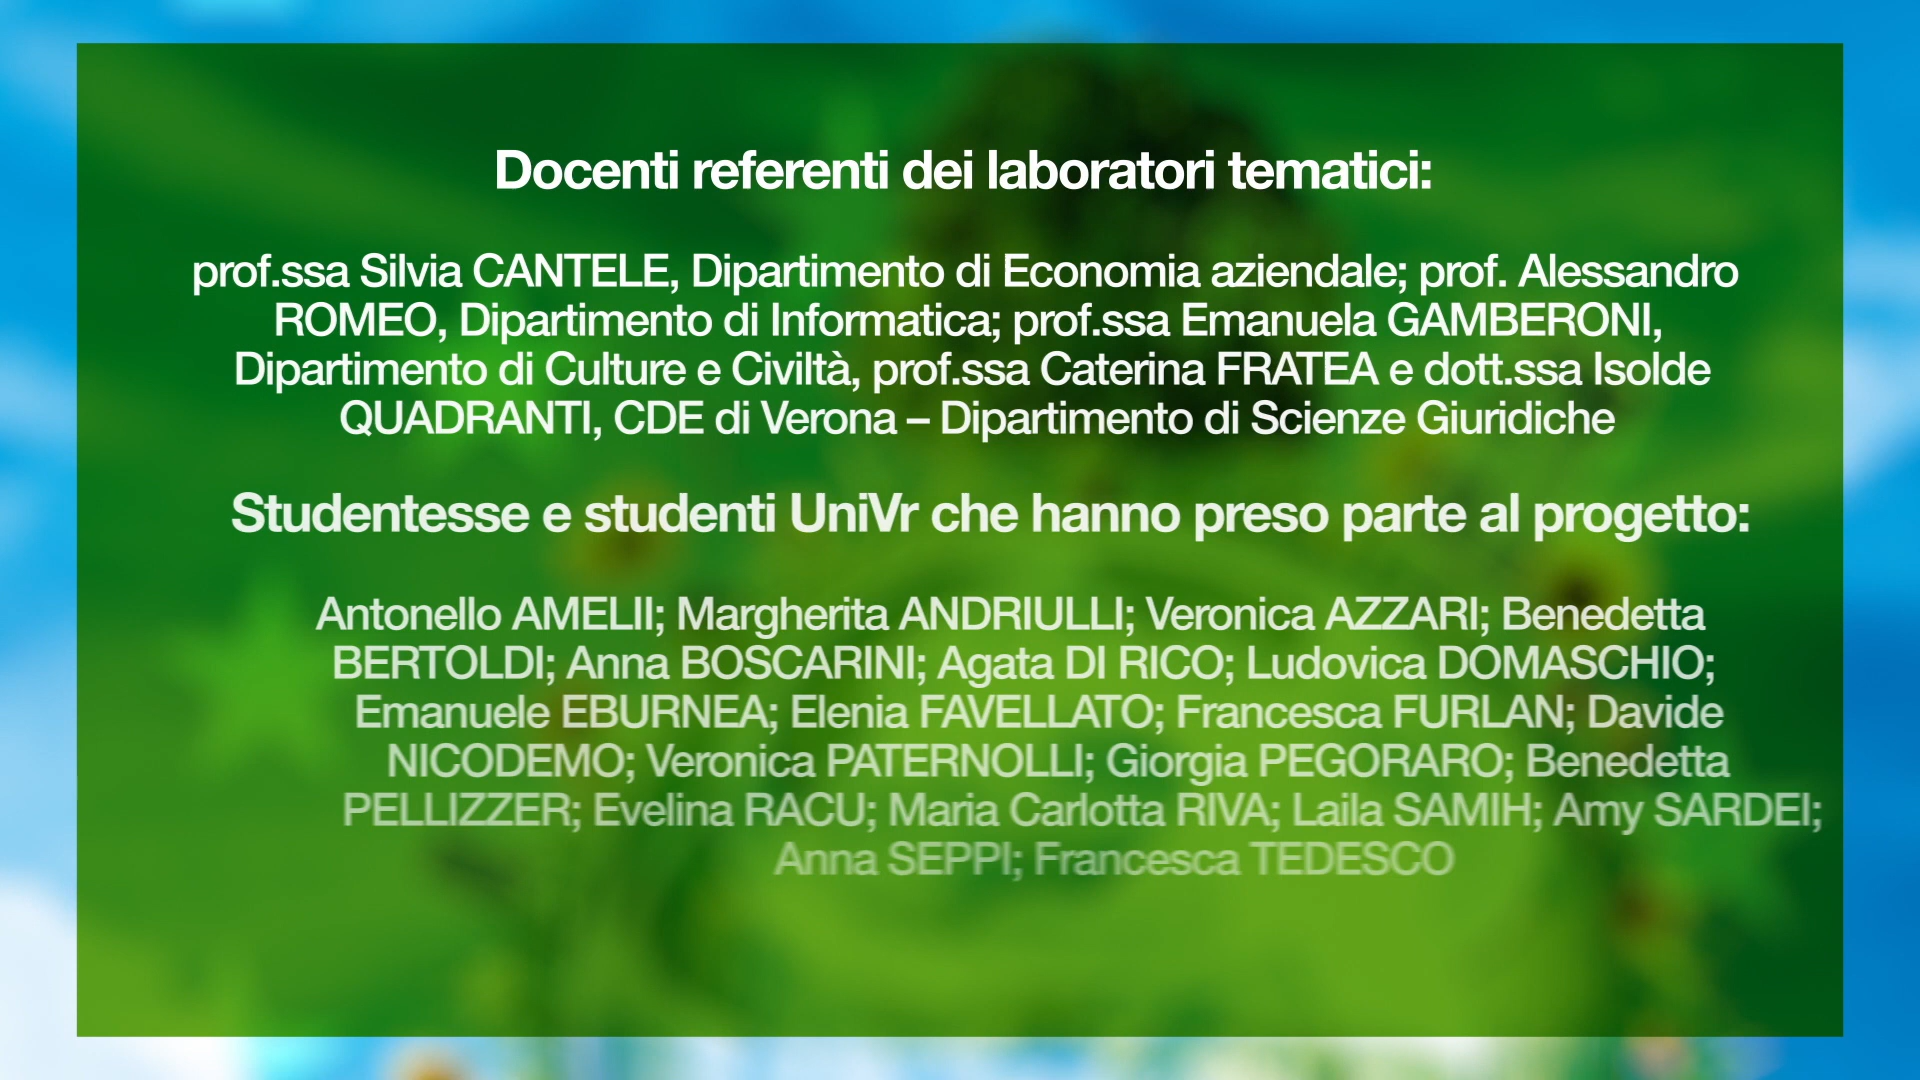 Docenti referenti dei laboratori tematici:
prof.ssa Silvia CANTELE, Dipartimento di Economia aziendale; prof. Alessandro
ROMEO, Dipartimento di Informatica; prof.ssa Emanuela GAMBERONI,
Dipartimento di Culture e Civiltà, prof.ssa Caterina FRATEA e dott.ssa Isolde
QUADRANTI, CDE di Verona – Dipartimento di Scienze Giuridiche
Studentesse e studenti UniVr che hanno preso parte al progetto:
Antonello AMELII; Margherita ANDRIULLI; Veronica AZZARI; Benedetta
BERTOLDI; Anna BOSCARINI; Agata DI RICO; Ludovica DOMASCHIO;
Emanuele EBURNEA; Elenia FAVELLATO; Francesca FURLAN; Davide
NICODEMO; Veronica PATERNOLLI; Giorgia PEGORARO; Benedetta
PELLIZZER; Evelina RACU; Maria Carlotta RIVA; Laila SAMIH; Amy SARDEI;
Anna SEPPI; Francesca TEDESCO